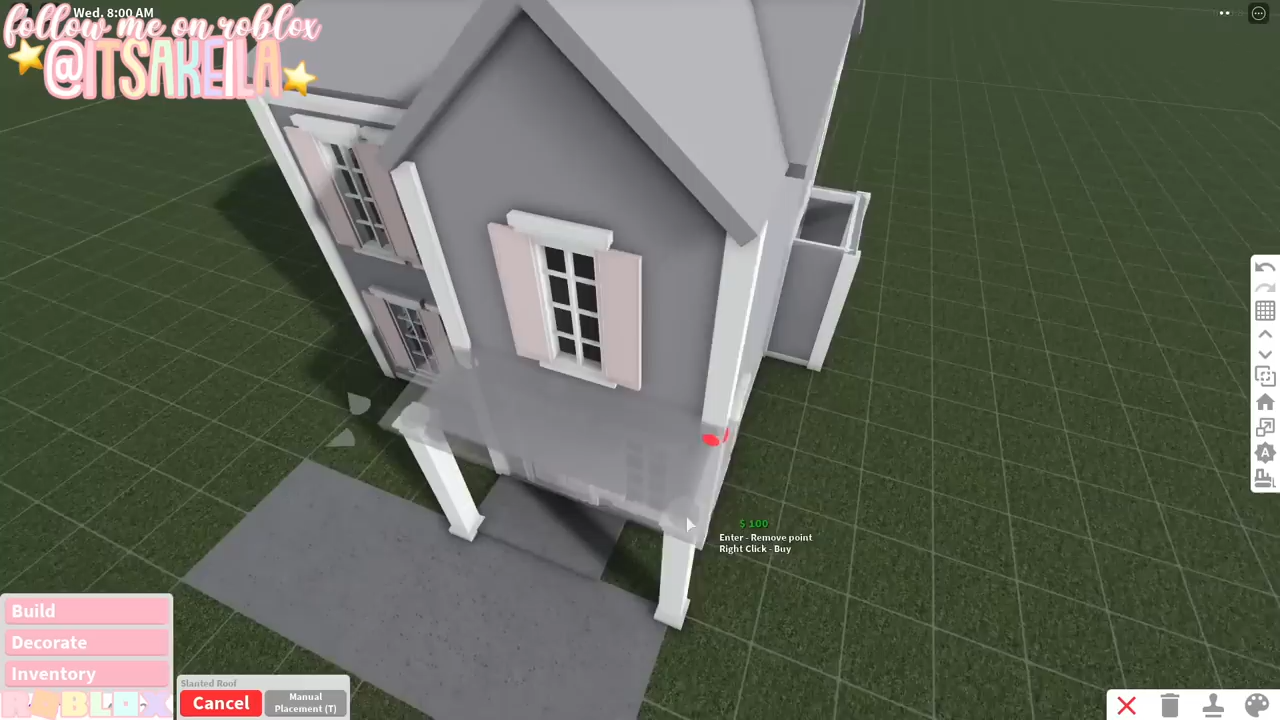 Wed. 8:00 AM
follow me on roblox
@ITSAKEILA
$ 100
Enter - Remove point
Right Click - Buy
Build
Decorate
Inventory
ROBLOX
Slanted Roof
Cancel
Manual
Placement (T)
A